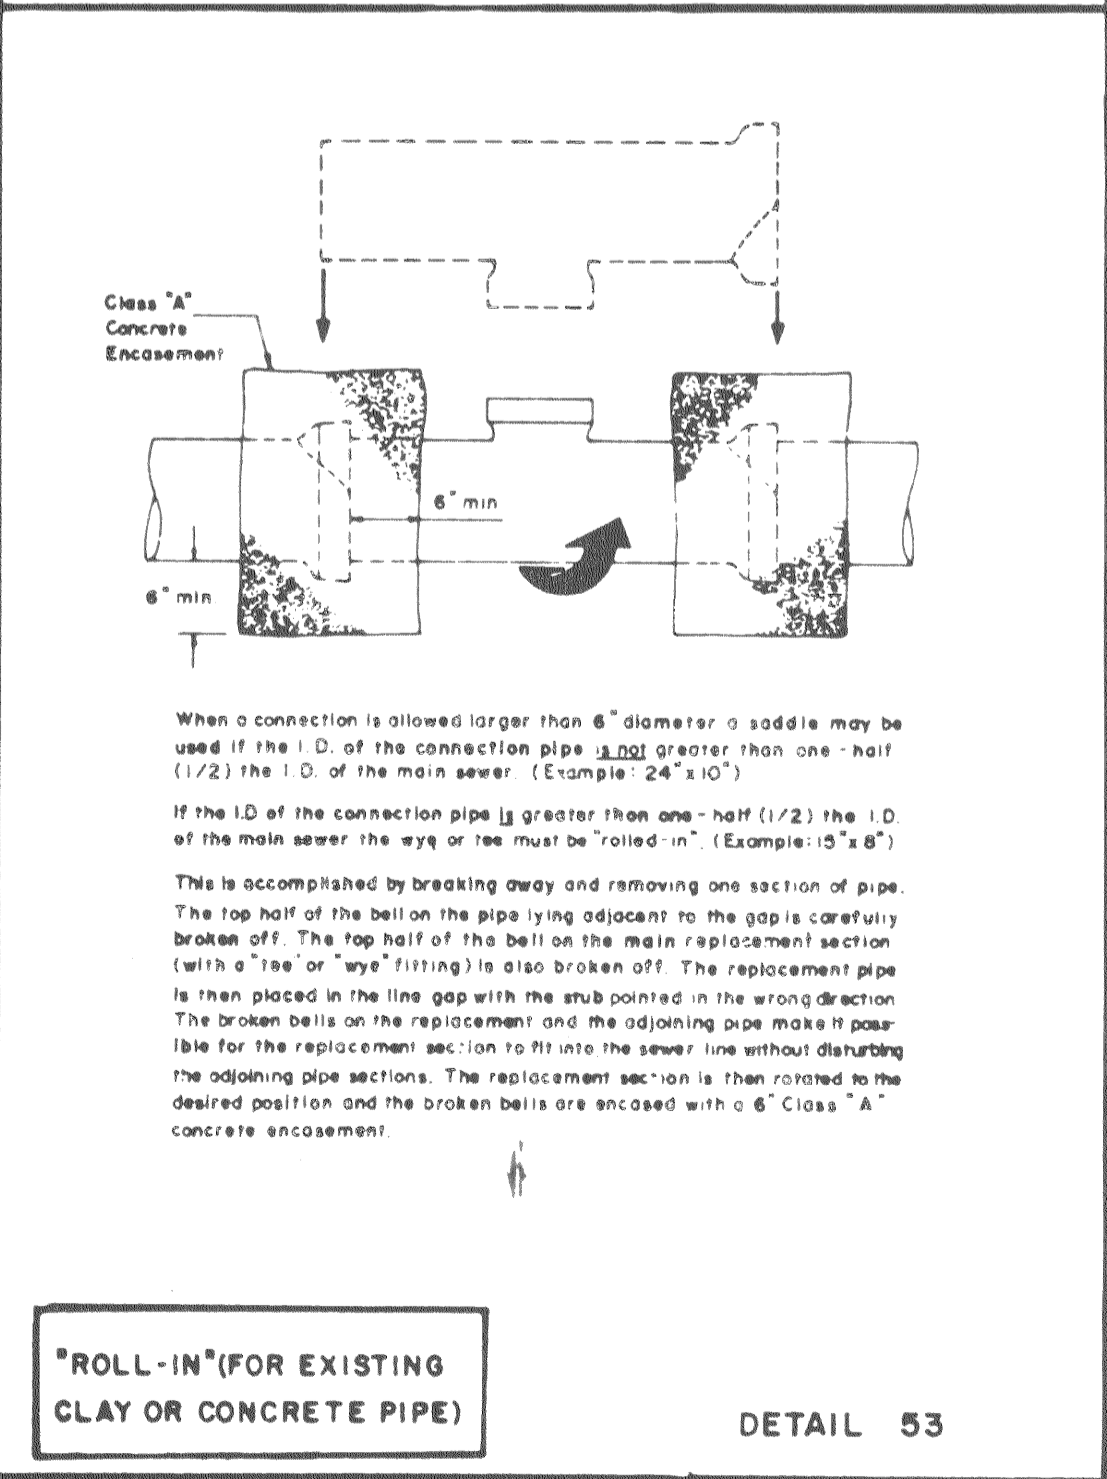 Class "A"
Concrete
Encasement
6" min
6" min.
When a connection is allowed larger than 6" diameter a saddle may be
used if the I.D. of the connection pipe is not greater than one-half
(1/2) the I.D. of the main sewer. (Example: 24" x 10")
If the I.D of the connection pipe is greater than one-half (1/2) the I.D.
of the main sewer the wye or tee must be "rolled-in". (Example: 15" x 8")
This is accomplished by breaking away and removing one section of pipe.
The top half of the bell on the pipe lying adjacent to the gap is carefully
broken off. The top half of the bell on the main replacement section
(with a "tee" or "wye" fitting) is also broken off. The replacement pipe
is then placed in the line gap with the stub pointed in the wrong direction
The broken bells on the replacement and the adjoining pipe make it poss-
ible for the replacement section to fit into the sewer line without disturbing
the adjoining pipe sections. The replacement section is then rotated to the
desired position and the broken bells are encased with a 6" Class "A"
concrete encasement.
"ROLL-IN" (FOR EXISTING
CLAY OR CONCRETE PIPE)
DETAIL 53